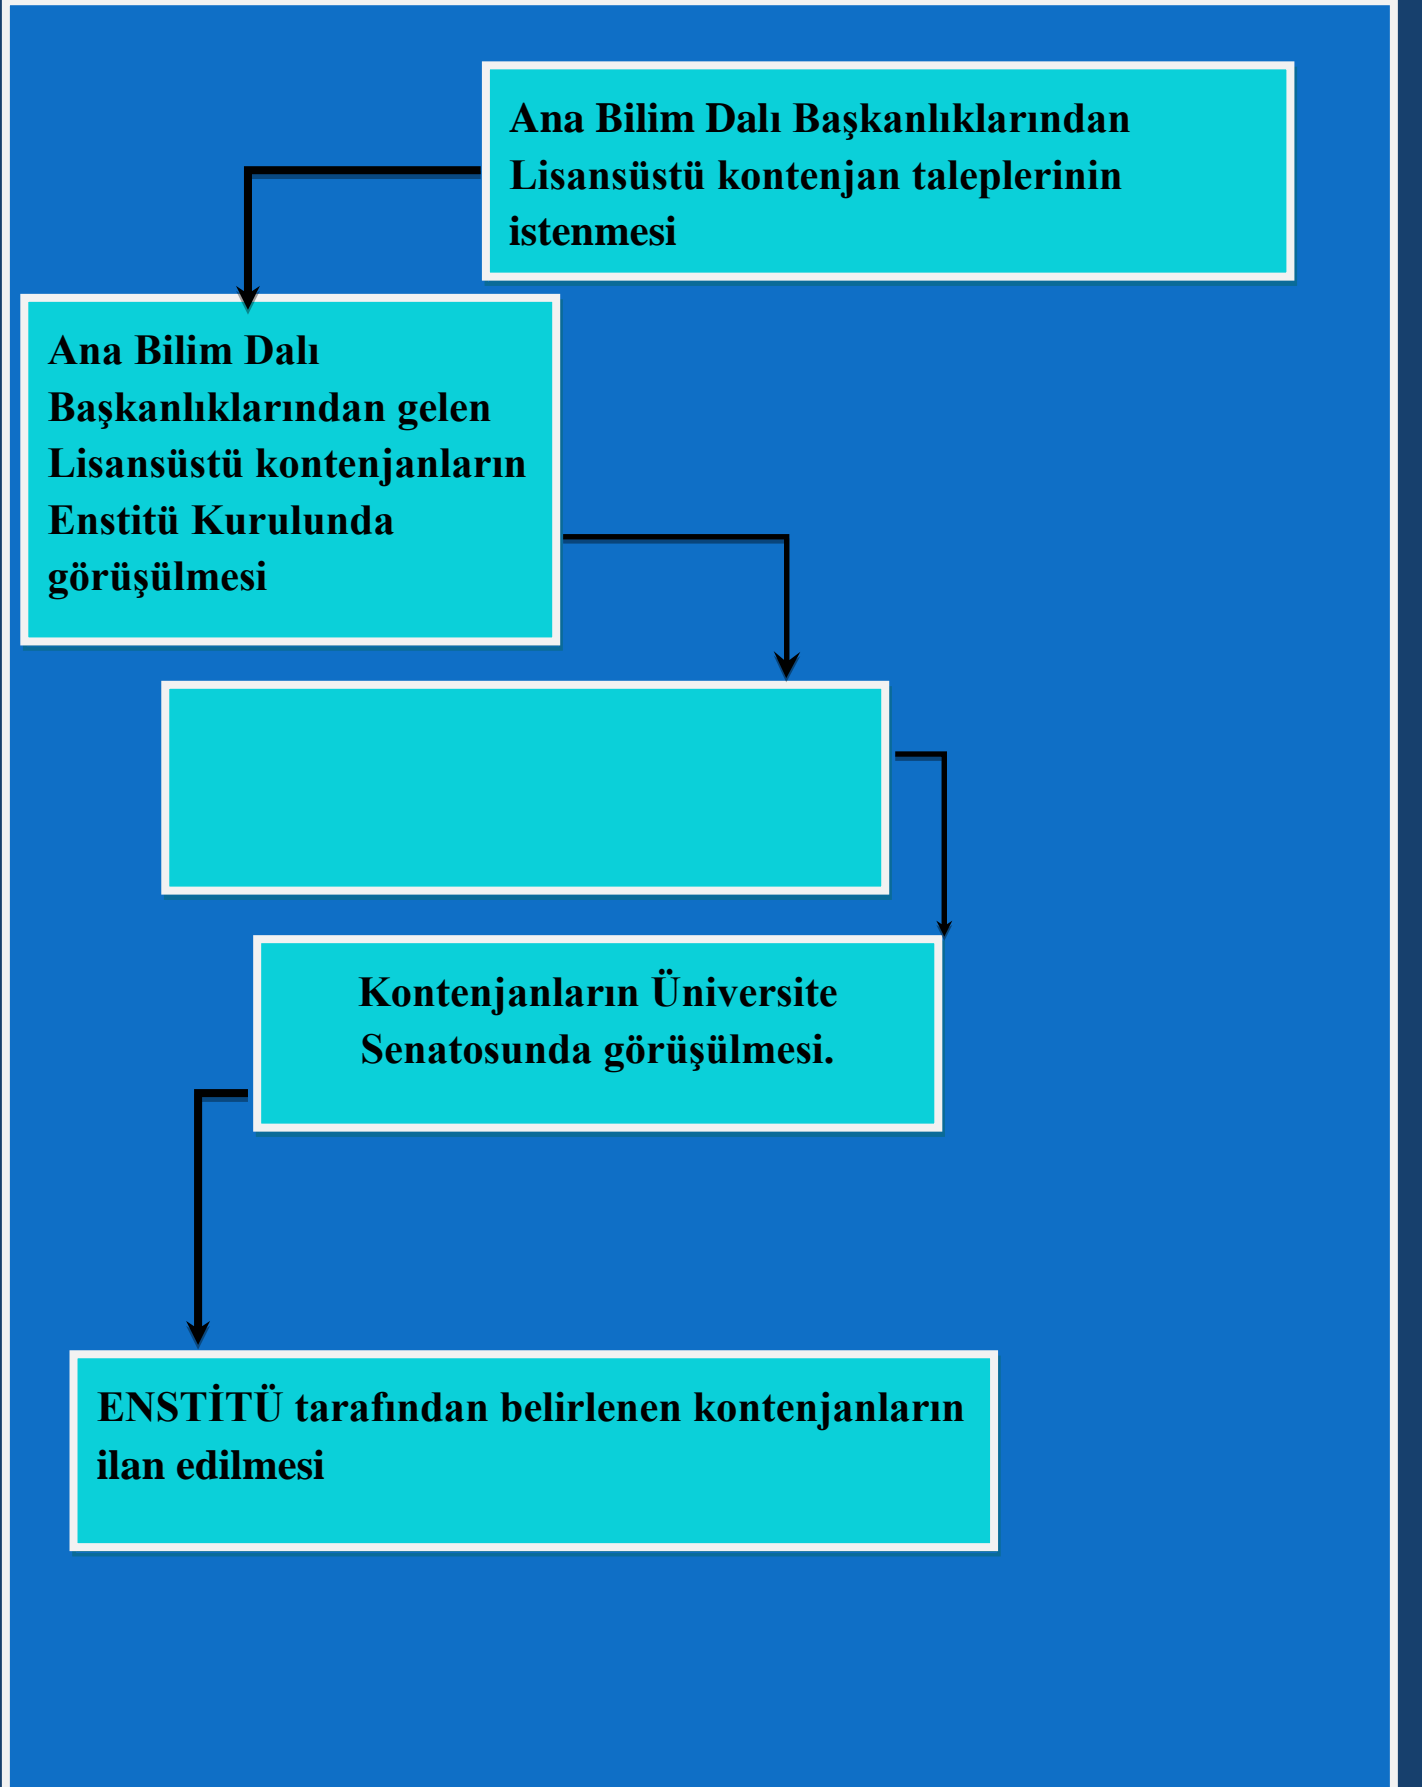 Ana Bilim Dalı Başkanlıklarından
Lisansüstü kontenjan taleplerinin
istenmesi
Ana Bilim Dalı
Başkanlıklarından gelen
Lisansüstü kontenjanların
Enstitü Kurulunda
görüşülmesi
Kontenjanların Üniversite
Senatosunda görüşülmesi.
ENSTİTÜ tarafından belirlenen kontenjanların
ilan edilmesi